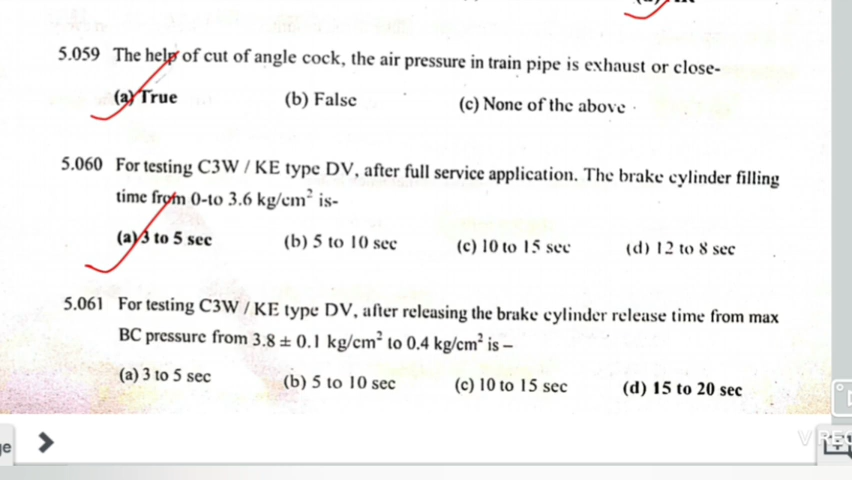 5.059 The help of cut of angle cock, the air pressure in train pipe is exhaust or close-
(a) True (b) False (c) None of the above
5.060 For testing C3W / KE type DV, after full service application. The brake cylinder filling
time from 0-to 3.6 kg/cm² is-
(a) 3 to 5 sec (b) 5 to 10 sec (c) 10 to 15 sec (d) 12 to 8 sec
5.061 For testing C3W / KE type DV, after releasing the brake cylinder release time from max
BC pressure from 3.8 ± 0.1 kg/cm² to 0.4 kg/cm² is –
(a) 3 to 5 sec (b) 5 to 10 sec (c) 10 to 15 sec (d) 15 to 20 sec